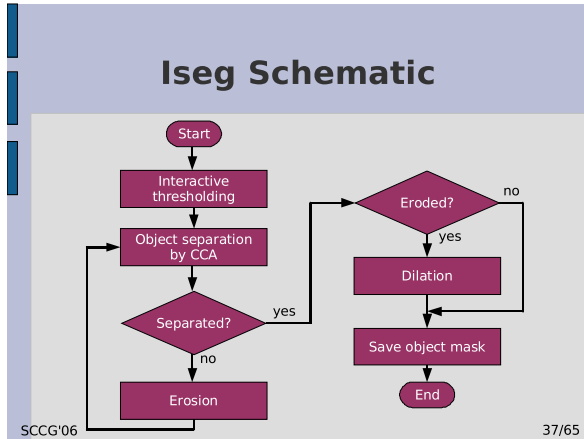 Iseg Schematic
Start
Interactive
thresholding
Object separation
by CCA
Separated?
yes
no
Erosion
Eroded?
no
yes
Dilation
Save object mask
End
SCCG'06
37/65